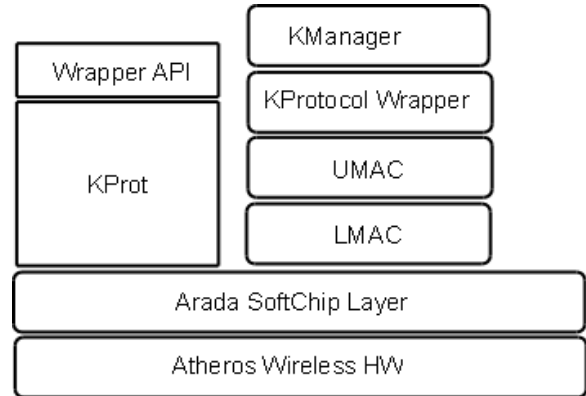 KManager
Wrapper API
KProtocol Wrapper
KProt
UMAC
LMAC
Arada SoftChip Layer
Atheros Wireless HW